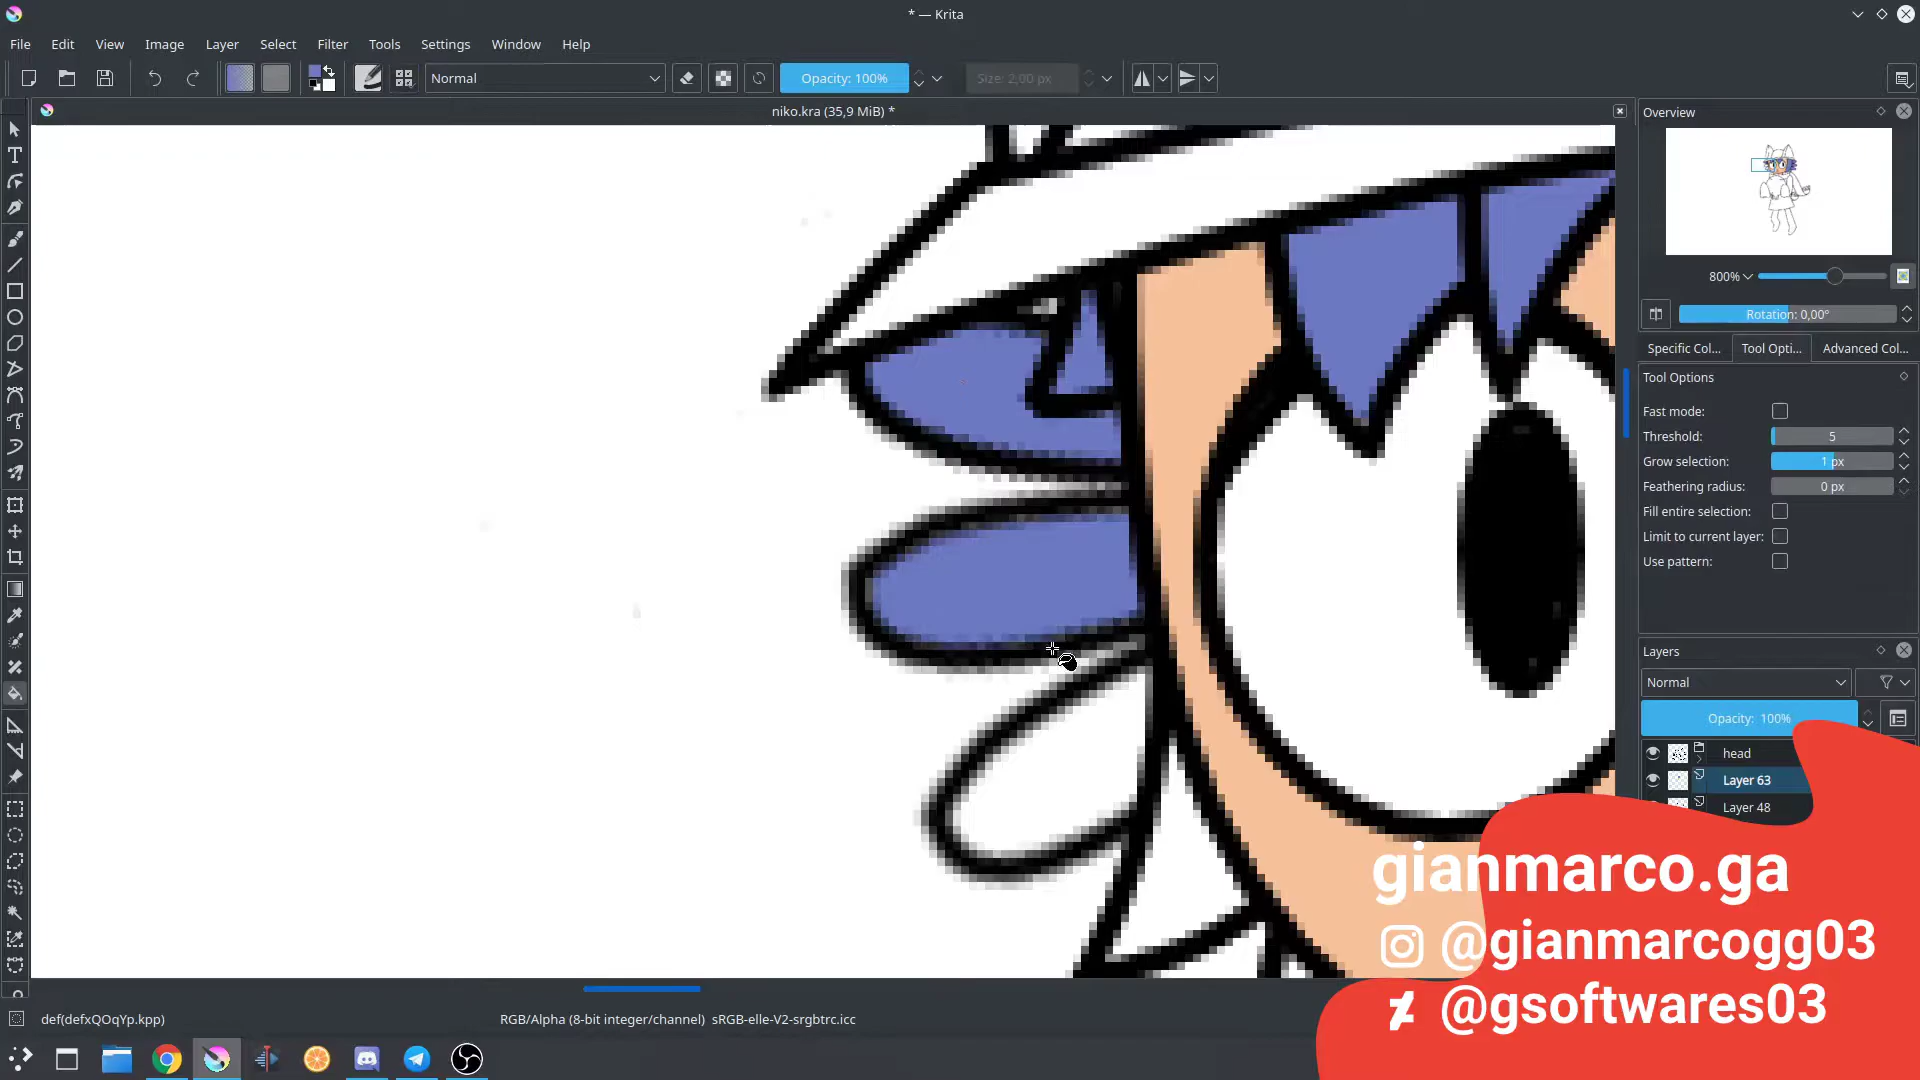 * — Krita
File Edit View Image Layer Select Filter Tools Settings Window Help
Normal Opacity: 100% Size: 2,00 px
niko.kra (35,9 MiB) *
Overview
800%
Rotation: 0,00°
Specific Col... Tool Opti... Advanced Col...
Tool Options
Fast mode:
Threshold: 5
Grow selection: 1 px
Feathering radius: 0 px
Fill entire selection:
Limit to current layer:
Use pattern:
Layers
Normal
Opacity: 100%
head
Layer 63
Layer 48
gianmarco.ga
@gianmarcogg03
@gsoftwares03
def(defxQOqYp.kpp) RGB/Alpha (8-bit integer/channel) sRGB-elle-V2-srgbtrc.icc